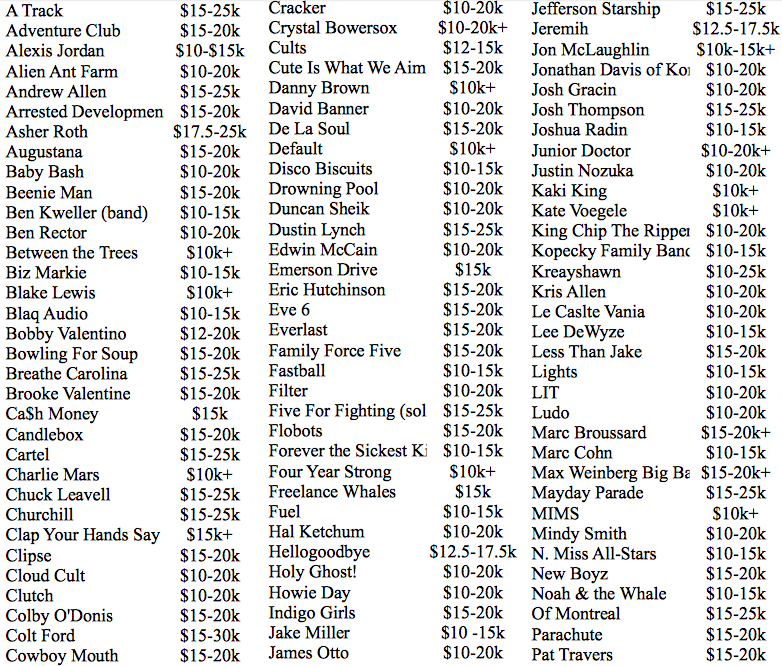 A Track $15-25k
Adventure Club $15-20k
Alexis Jordan $10-$15k
Alien Ant Farm $10-20k
Andrew Allen $15-25k
Arrested Developmen $15-20k
Asher Roth $17.5-25k
Augustana $15-20k
Baby Bash $10-20k
Beenie Man $15-20k
Ben Kweller (band) $10-15k
Ben Rector $10-20k
Between the Trees $10k+
Biz Markie $10-15k
Blake Lewis $10k+
Blaq Audio $10-15k
Bobby Valentino $12-20k
Bowling For Soup $15-20k
Breathe Carolina $15-25k
Brooke Valentine $15-20k
Ca$h Money $15k
Candlebox $15-20k
Cartel $15-25k
Charlie Mars $10k+
Chuck Leavell $15-25k
Churchill $15-25k
Clap Your Hands Say $15k+
Clipse $15-20k
Cloud Cult $10-20k
Clutch $10-20k
Colby O'Donis $15-20k
Colt Ford $15-30k
Cowboy Mouth $15-20k
Cracker $10-20k
Crystal Bowersox $10-20k+
Cults $12-15k
Cute Is What We Aim $15-20k
Danny Brown $10k+
David Banner $10-20k
De La Soul $15-20k
Default $10k+
Disco Biscuits $10-15k
Drowning Pool $10-20k
Duncan Sheik $10-20k
Dustin Lynch $15-25k
Edwin McCain $10-20k
Emerson Drive $15k
Eric Hutchinson $15-20k
Eve 6 $15-20k
Everlast $15-20k
Family Force Five $15-20k
Fastball $10-15k
Filter $10-20k
Five For Fighting (sol $15-25k
Flobots $15-20k
Forever the Sickest Ki $10-15k
Four Year Strong $10k+
Freelance Whales $15k
Fuel $10-15k
Hal Ketchum $10-20k
Hellogoodbye $12.5-17.5k
Holy Ghost! $10-20k
Howie Day $10-20k
Indigo Girls $15-20k
Jake Miller $10 -15k
James Otto $10-20k
Jefferson Starship $15-25k
Jeremih $12.5-17.5k
Jon McLaughlin $10k-15k+
Jonathan Davis of Kor $10-20k
Josh Gracin $10-20k
Josh Thompson $15-25k
Joshua Radin $10-15k
Junior Doctor $10-20k+
Justin Nozuka $10-20k
Kaki King $10k+
Kate Voegele $10k+
King Chip The Ripper $10-20k
Kopecky Family Band $10-15k
Kreayshawn $10-25k
Kris Allen $10-20k
Le Caslte Vania $10-20k
Lee DeWyze $10-15k
Less Than Jake $15-20k
Lights $10-15k
LIT $10-20k
Ludo $10-20k
Marc Broussard $15-20k+
Marc Cohn $10-15k
Max Weinberg Big Ba $15-20k+
Mayday Parade $15-25k
MIMS $10k+
Mindy Smith $10-20k
N. Miss All-Stars $10-15k
New Boyz $15-20k
Noah & the Whale $10-15k
Of Montreal $15-25k
Parachute $15-20k
Pat Travers $15-20k